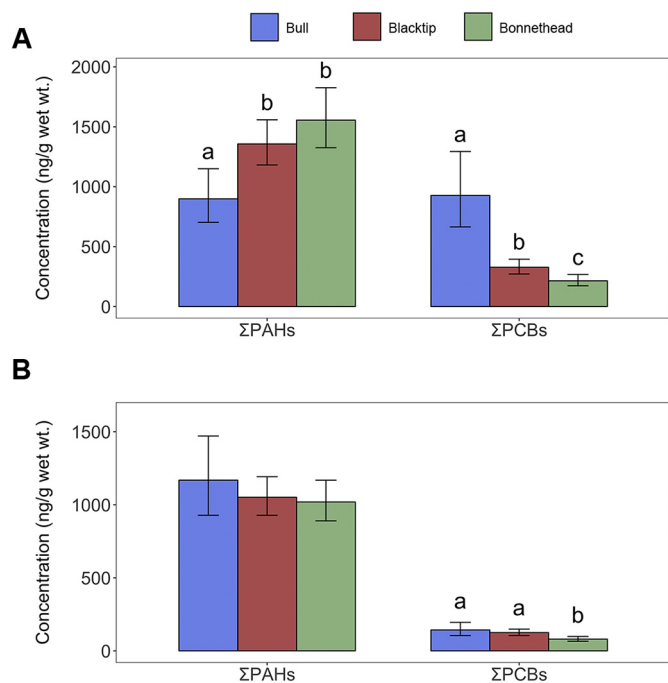 Bull Blacktip Bonnethead
A
Concentration (ng/g wet wt.)
2000
1500
1000
500
0
a b b
a b c
ΣPAHs ΣPCBs
B
Concentration (ng/g wet wt.)
1500
1000
500
0
a a b
ΣPAHs ΣPCBs